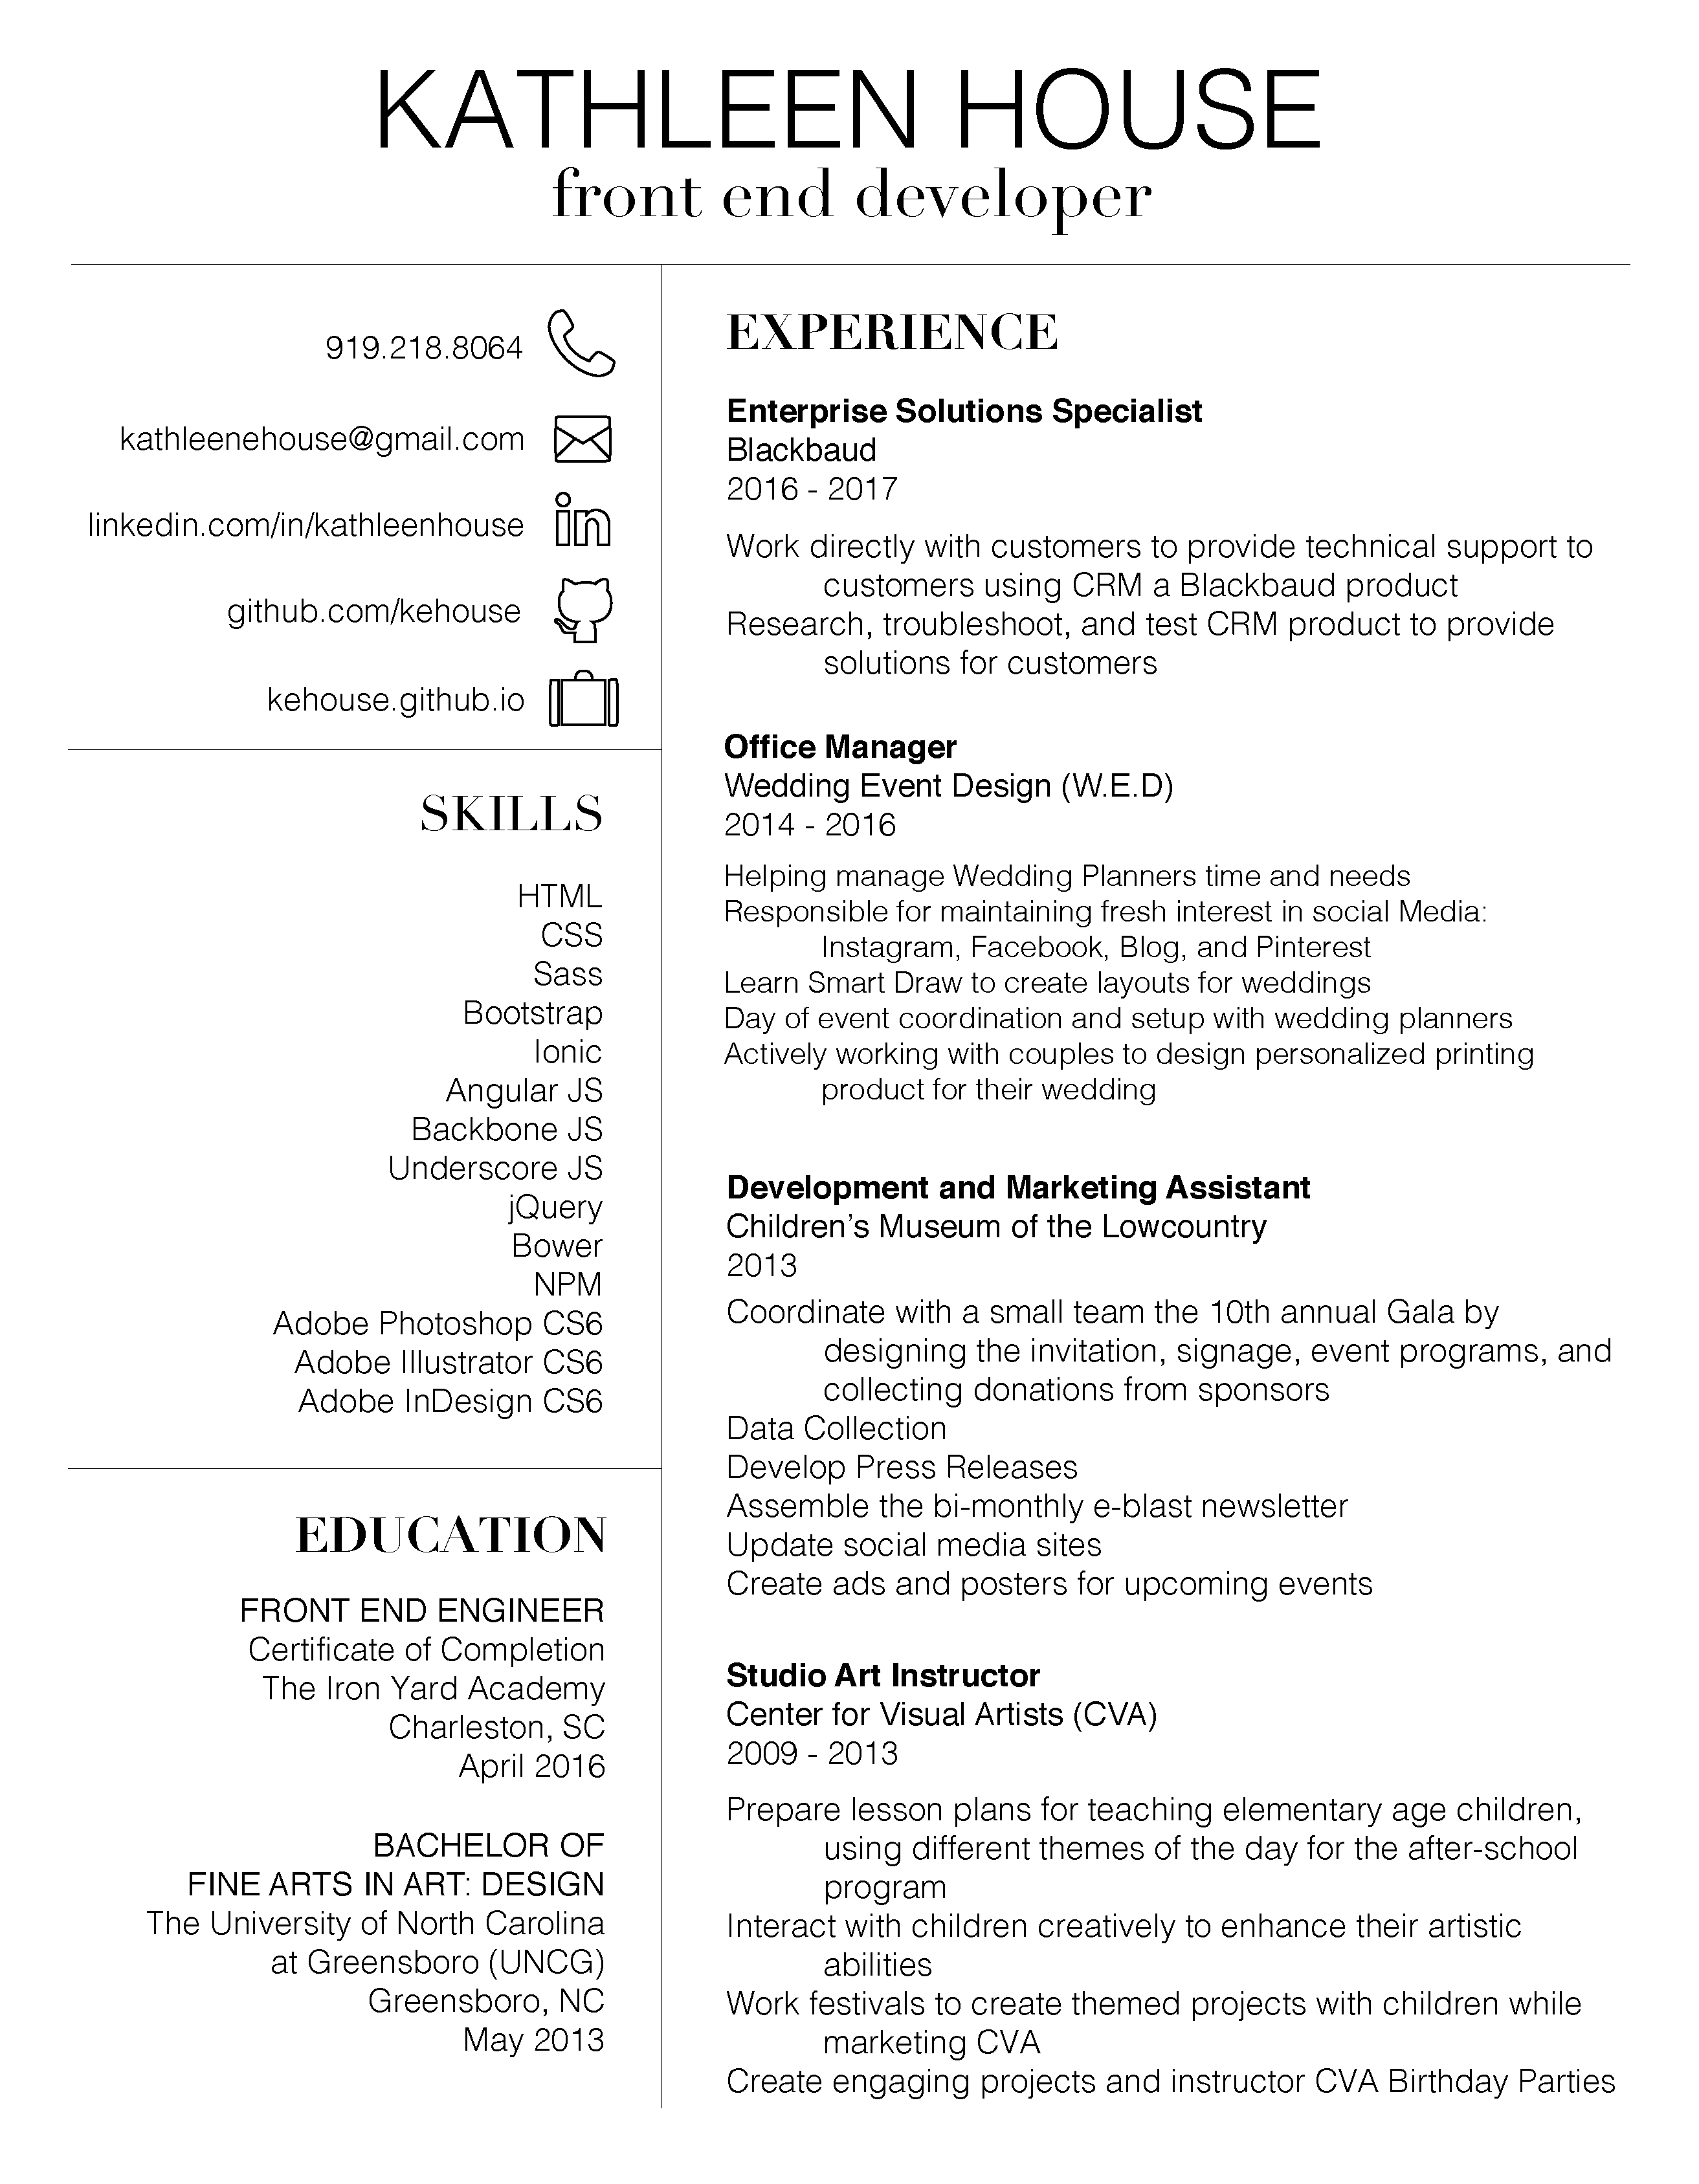 KATHLEEN HOUSE
front end developer
919.218.8064
kathleenehouse@gmail.com
linkedin.com/in/kathleenhouse
github.com/kehouse
kehouse.github.io
SKILLS
HTML
CSS
Sass
Bootstrap
Ionic
Angular JS
Backbone JS
Underscore JS
jQuery
Bower
NPM
Adobe Photoshop CS6
Adobe Illustrator CS6
Adobe InDesign CS6
EDUCATION
FRONT END ENGINEER
Certificate of Completion
The Iron Yard Academy
Charleston, SC
April 2016
BACHELOR OF
FINE ARTS IN ART: DESIGN
The University of North Carolina
at Greensboro (UNCG)
Greensboro, NC
May 2013
EXPERIENCE
Enterprise Solutions Specialist
Blackbaud
2016 - 2017
Work directly with customers to provide technical support to
customers using CRM a Blackbaud product
Research, troubleshoot, and test CRM product to provide
solutions for customers
Office Manager
Wedding Event Design (W.E.D)
2014 - 2016
Helping manage Wedding Planners time and needs
Responsible for maintaining fresh interest in social Media:
Instagram, Facebook, Blog, and Pinterest
Learn Smart Draw to create layouts for weddings
Day of event coordination and setup with wedding planners
Actively working with couples to design personalized printing
product for their wedding
Development and Marketing Assistant
Children’s Museum of the Lowcountry
2013
Coordinate with a small team the 10th annual Gala by
designing the invitation, signage, event programs, and
collecting donations from sponsors
Data Collection
Develop Press Releases
Assemble the bi-monthly e-blast newsletter
Update social media sites
Create ads and posters for upcoming events
Studio Art Instructor
Center for Visual Artists (CVA)
2009 - 2013
Prepare lesson plans for teaching elementary age children,
using different themes of the day for the after-school
program
Interact with children creatively to enhance their artistic
abilities
Work festivals to create themed projects with children while
marketing CVA
Create engaging projects and instructor CVA Birthday Parties